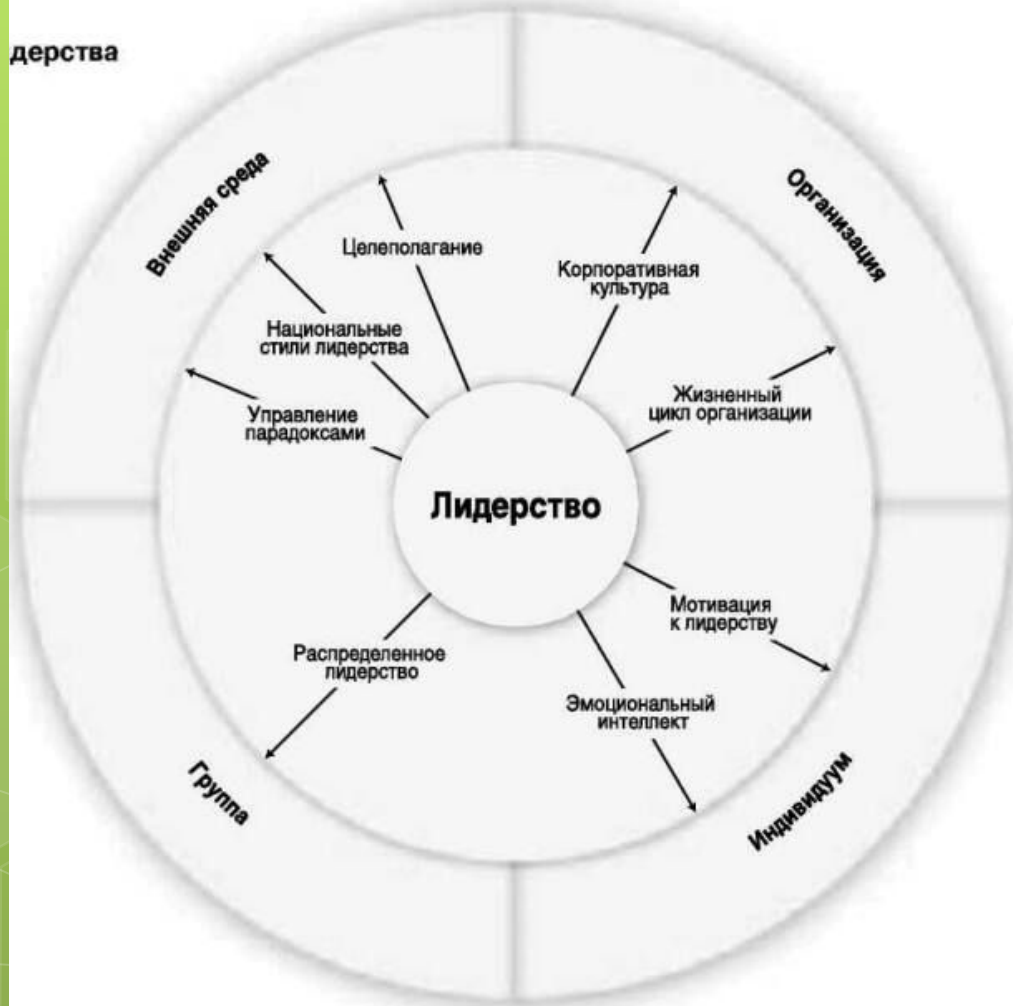 дерства
Внешняя среда
Организация
Целеполагание
Корпоративная
культура
Национальные
стили лидерства
Жизненный
цикл организации
Управление
парадоксами
Лидерство
Мотивация
к лидерству
Распределенное
лидерство
Эмоциональный
интеллект
Группа
Индивидуум